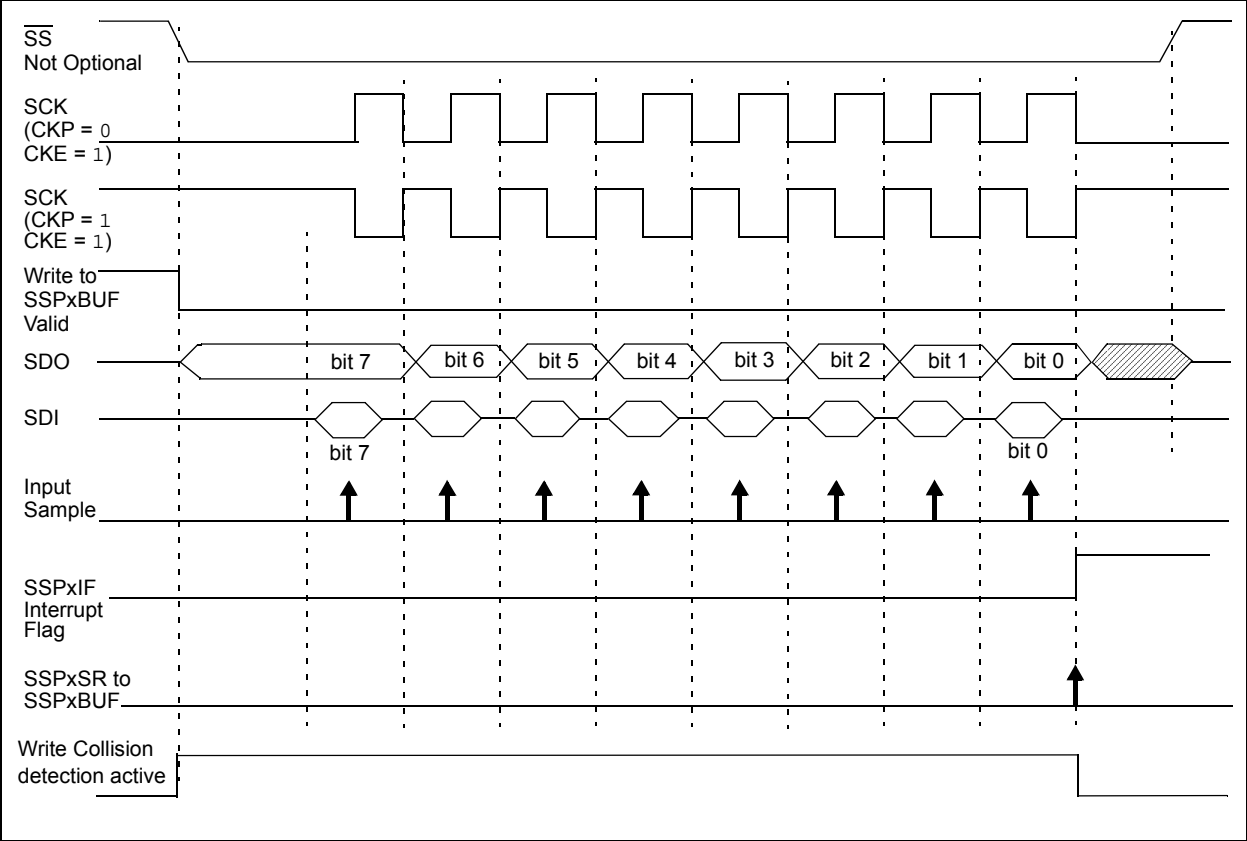 SS
Not Optional
SCK
(CKP = 0
CKE = 1)
SCK
(CKP = 1
CKE = 1)
Write to
SSPxBUF
Valid
SDO
bit 7
bit 6
bit 5
bit 4
bit 3
bit 2
bit 1
bit 0
SDI
bit 7
bit 0
Input
Sample
SSPxIF
Interrupt
Flag
SSPxSR to
SSPxBUF
Write Collision
detection active